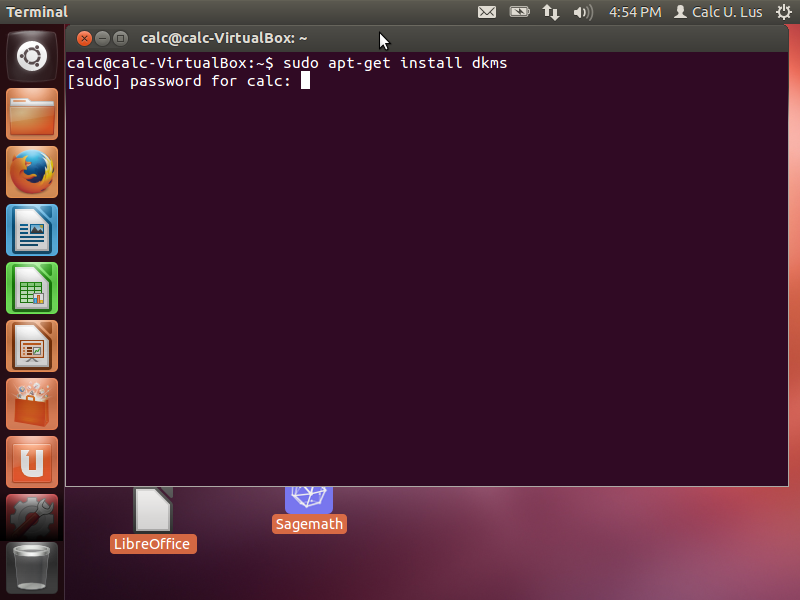 Terminal
4:54 PM
Calc U. Lus
calc@calc-VirtualBox: ~
calc@calc-VirtualBox:~$ sudo apt-get install dkms
[sudo] password for calc:
LibreOffice
Sagemath